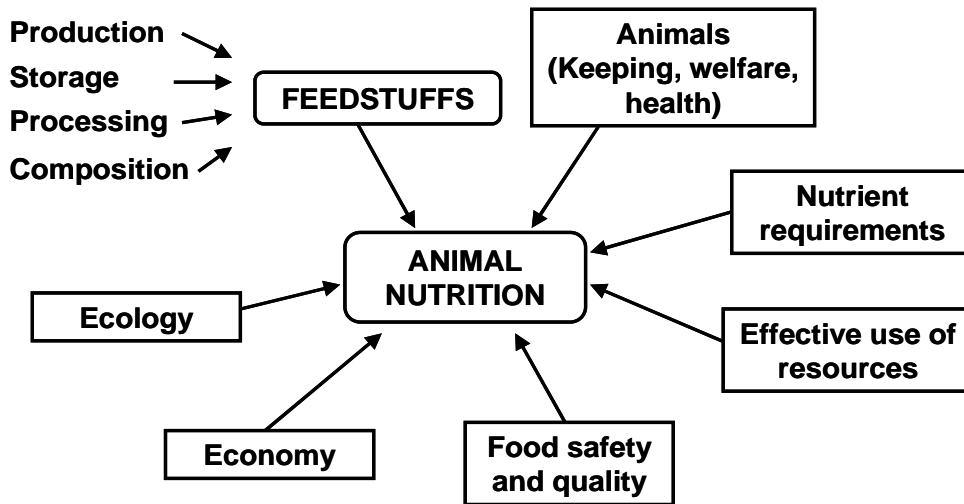 Production
Storage
Processing
Composition
FEEDSTUFFS
Animals
(Keeping, welfare,
health)
Nutrient
requirements
ANIMAL
NUTRITION
Ecology
Effective use of
resources
Economy
Food safety
and quality